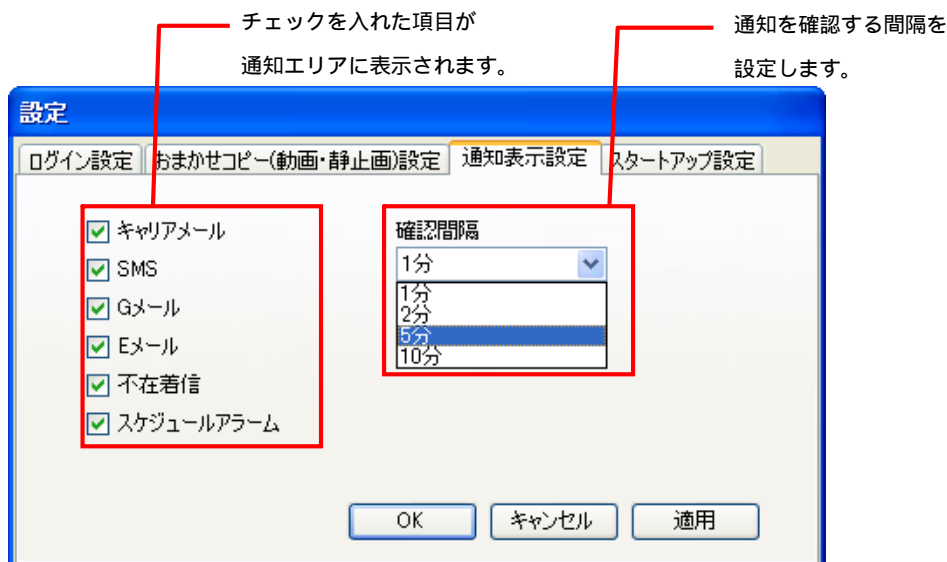 チェックを入れた項目が
通知エリアに表示されます。
通知を確認する間隔を
設定します。
設定
ログイン設定 おまかせコピー(動画・静止画)設定 通知表示設定 スタートアップ設定
キャリアメール
SMS
Gメール
Eメール
不在着信
スケジュールアラーム
確認間隔
1分
1分
2分
5分
10分
OK キャンセル 適用